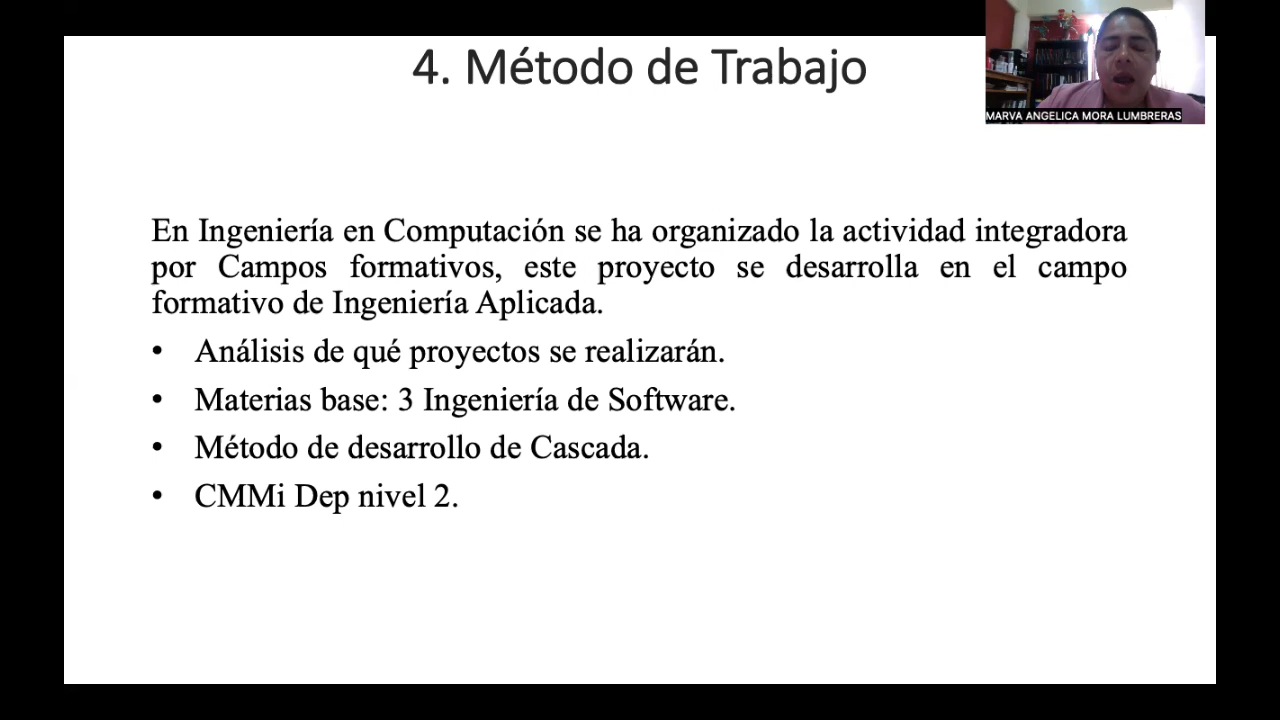 4. Método de Trabajo
MARVA ANGELICA MORA LUMBRERAS
En Ingeniería en Computación se ha organizado la actividad integradora
por Campos formativos, este proyecto se desarrolla en el campo
formativo de Ingeniería Aplicada.
• Análisis de qué proyectos se realizarán.
• Materias base: 3 Ingeniería de Software.
• Método de desarrollo de Cascada.
• CMMi Dep nivel 2.